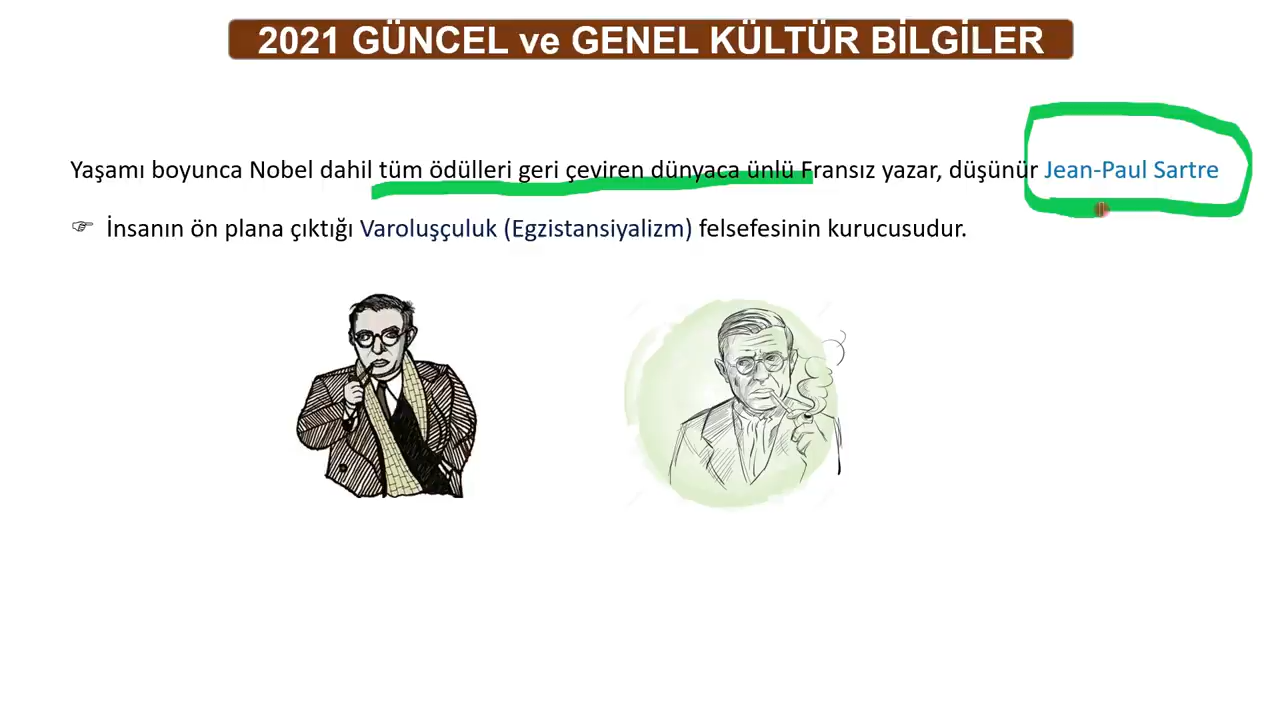 2021 GÜNCEL ve GENEL KÜLTÜR BİLGİLER
Yaşamı boyunca Nobel dahil tüm ödülleri geri çeviren dünyaca ünlü Fransız yazar, düşünür Jean-Paul Sartre
☞ İnsanın ön plana çıktığı Varoluşçuluk (Egzistansiyalizm) felsefesinin kurucusudur.